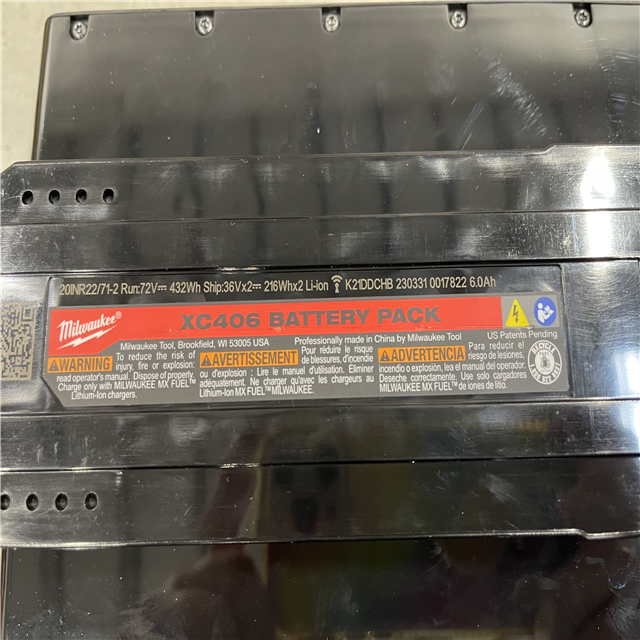 20INR22/71-2 Run:72V⎓ 432Wh Ship:36Vx2⎓ 216Whx2 Li-ion K21DDCHB 230331 0017822 6.0Ah
Milwaukee®
XC406 BATTERY PACK
Milwaukee Tool, Brookfield, WI 53005 USA
Professionally made in China by Milwaukee Tool
US Patents Pending
WARNING To reduce the risk of
injury, fire or explosion:
read operator's manual. Dispose of properly.
Charge only with MILWAUKEE MX FUEL™
Lithium-Ion chargers.
AVERTISSEMENT Pour réduire le risque
de blessures, d'incendie
ou d'explosion : Lire le manuel d'utilisation. Éliminer
adéquatement. Ne charger qu'avec les chargeurs au
Lithium-Ion MX FUEL™ MILWAUKEE.
ADVERTENCIA Para reducir el
riesgo de lesiones,
incendio o explosión, lea el manual del operador.
Deseche correctamente. Use solo cargadores
MILWAUKEE MX FUEL™ de iones de litio.